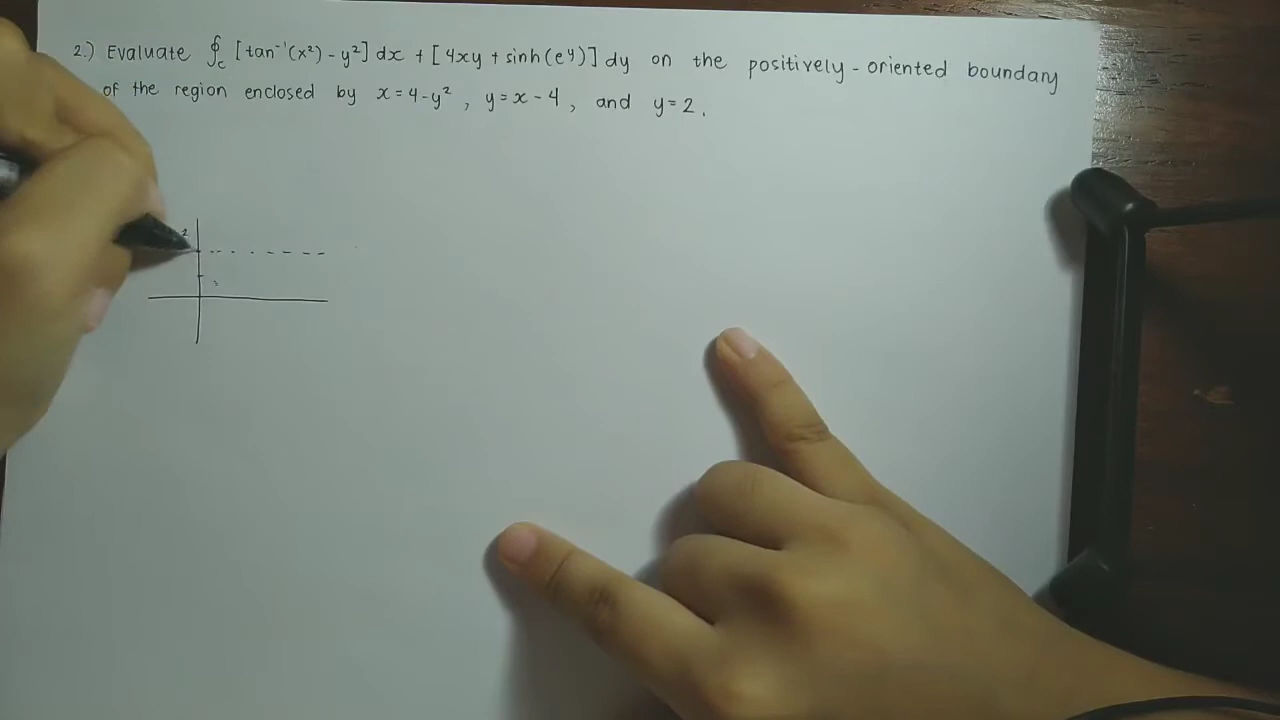 2.) Evaluate ∮c [tan⁻¹(x²) - y²] dx + [4xy + sinh(eʸ)] dy on the positively-oriented boundary
of the region enclosed by x = 4 - y² , y = x - 4 , and y = 2 .
2